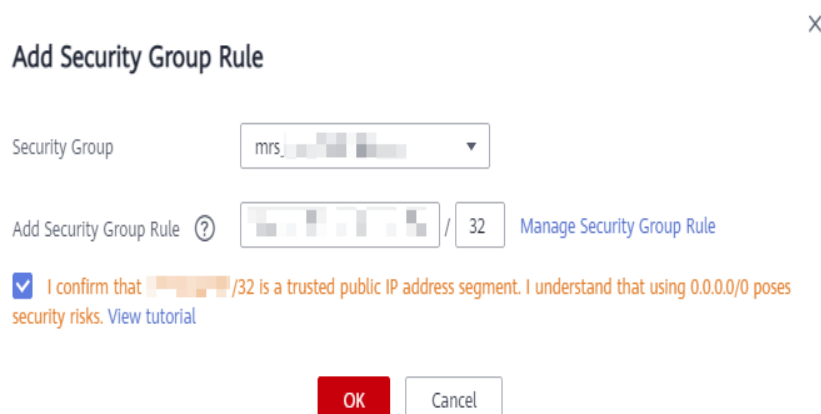 Add Security Group Rule
Security Group mrs_
Add Security Group Rule ? / 32 Manage Security Group Rule
I confirm that /32 is a trusted public IP address segment. I understand that using 0.0.0.0/0 poses
security risks. View tutorial
OK Cancel